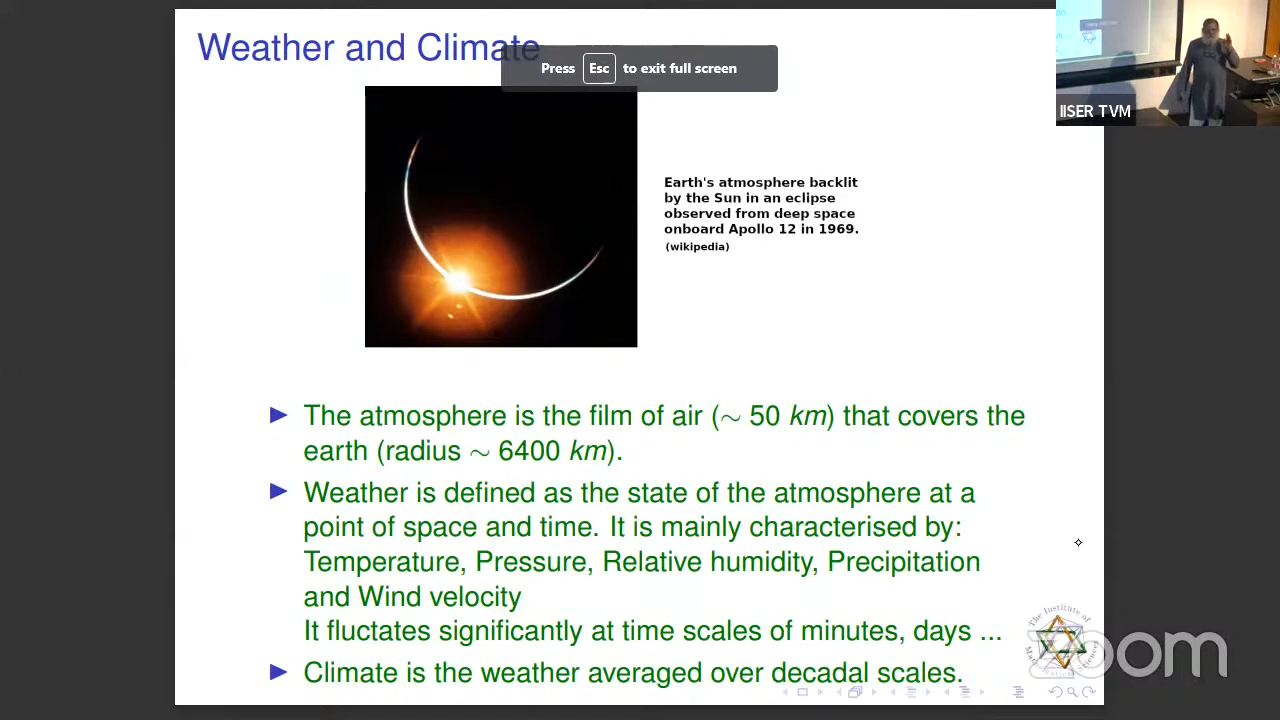 Weather and Climate
Press Esc to exit full screen
IISER TVM
Earth's atmosphere backlit
by the Sun in an eclipse
observed from deep space
onboard Apollo 12 in 1969.
(wikipedia)
The atmosphere is the film of air (∼ 50 km) that covers the
earth (radius ∼ 6400 km).
Weather is defined as the state of the atmosphere at a
point of space and time. It is mainly characterised by:
Temperature, Pressure, Relative humidity, Precipitation
and Wind velocity
It fluctates significantly at time scales of minutes, days ...
Climate is the weather averaged over decadal scales.
The Institute of
zoom